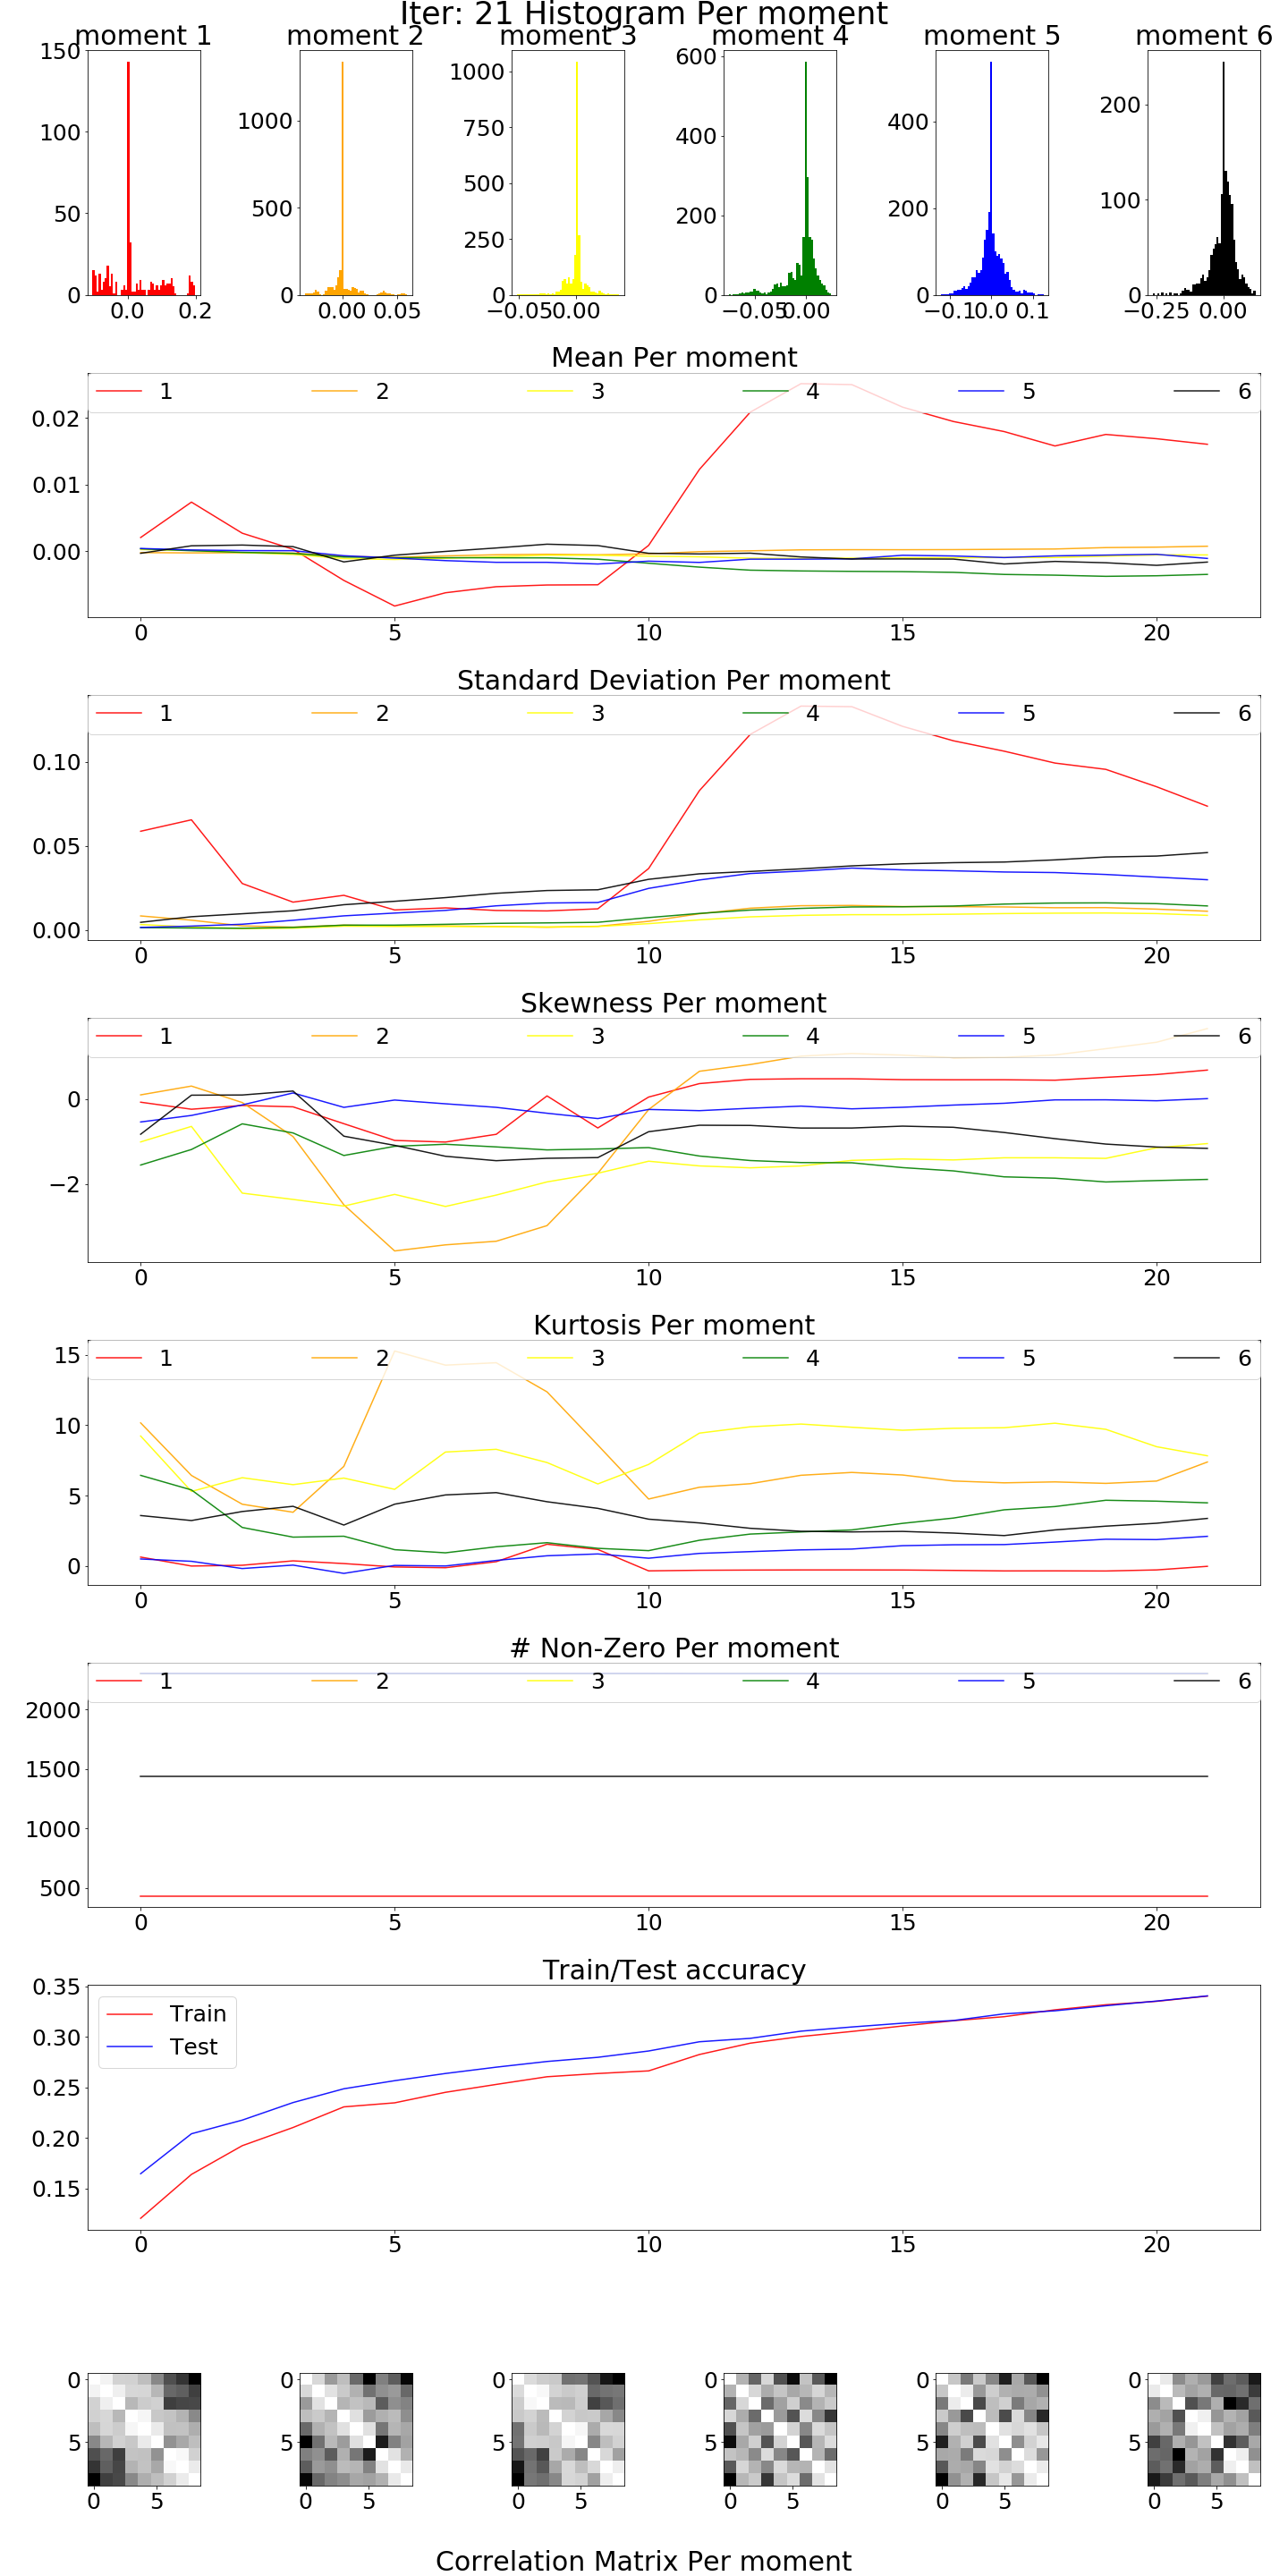 Iter: 21 Histogram Per moment
moment 1 moment 2 moment 3 moment 4 moment 5 moment 6
150 100 50 0
0.0 0.2
1000 500 0
0.00 0.05
1000 750 500 250 0
−0.05 0.00
600 400 200 0
−0.05 0.00
400 200 0
−0.1 0.0 0.1
200 100 0
−0.25 0.00
Mean Per moment
1 2 3 4 5 6
0.02
0.01
0.00
0 5 10 15 20
Standard Deviation Per moment
1 2 3 4 5 6
0.10
0.05
0.00
0 5 10 15 20
Skewness Per moment
1 2 3 4 5 6
0
−2
0 5 10 15 20
Kurtosis Per moment
15 1 2 3 4 5 6
10
5
0
0 5 10 15 20
# Non-Zero Per moment
1 2 3 4 5 6
2000
1500
1000
500
0 5 10 15 20
Train/Test accuracy
0.35
Train
0.30
Test
0.25
0.20
0.15
0 5 10 15 20
0 0 0 0 0 0
5 5 5 5 5 5
0 5 0 5 0 5 0 5 0 5 0 5
Correlation Matrix Per moment